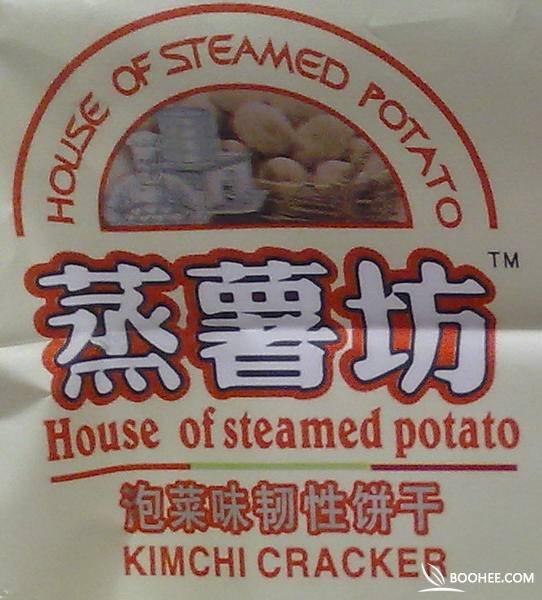 HOUSE OF STEAMED POTATO
蒸薯坊 TM
House of steamed potato
泡菜味韧性饼干
KIMCHI CRACKER
BOOHEE.COM